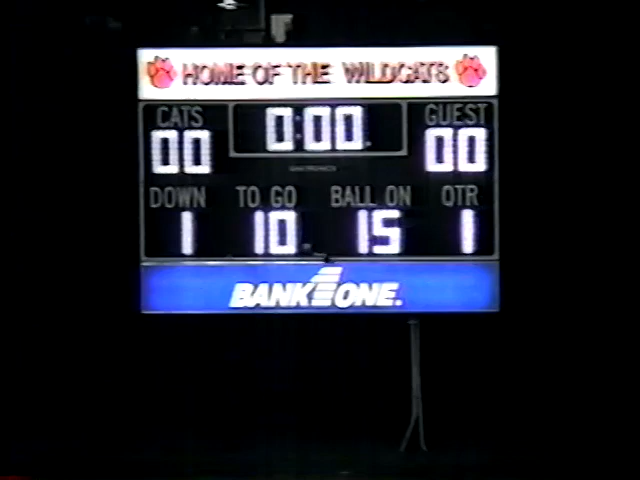 HOME OF THE WILDCATS
CATS 0:00 GUEST
00 00
DOWN TO GO BALL ON QTR
1 10 15 1
BANK ONE.